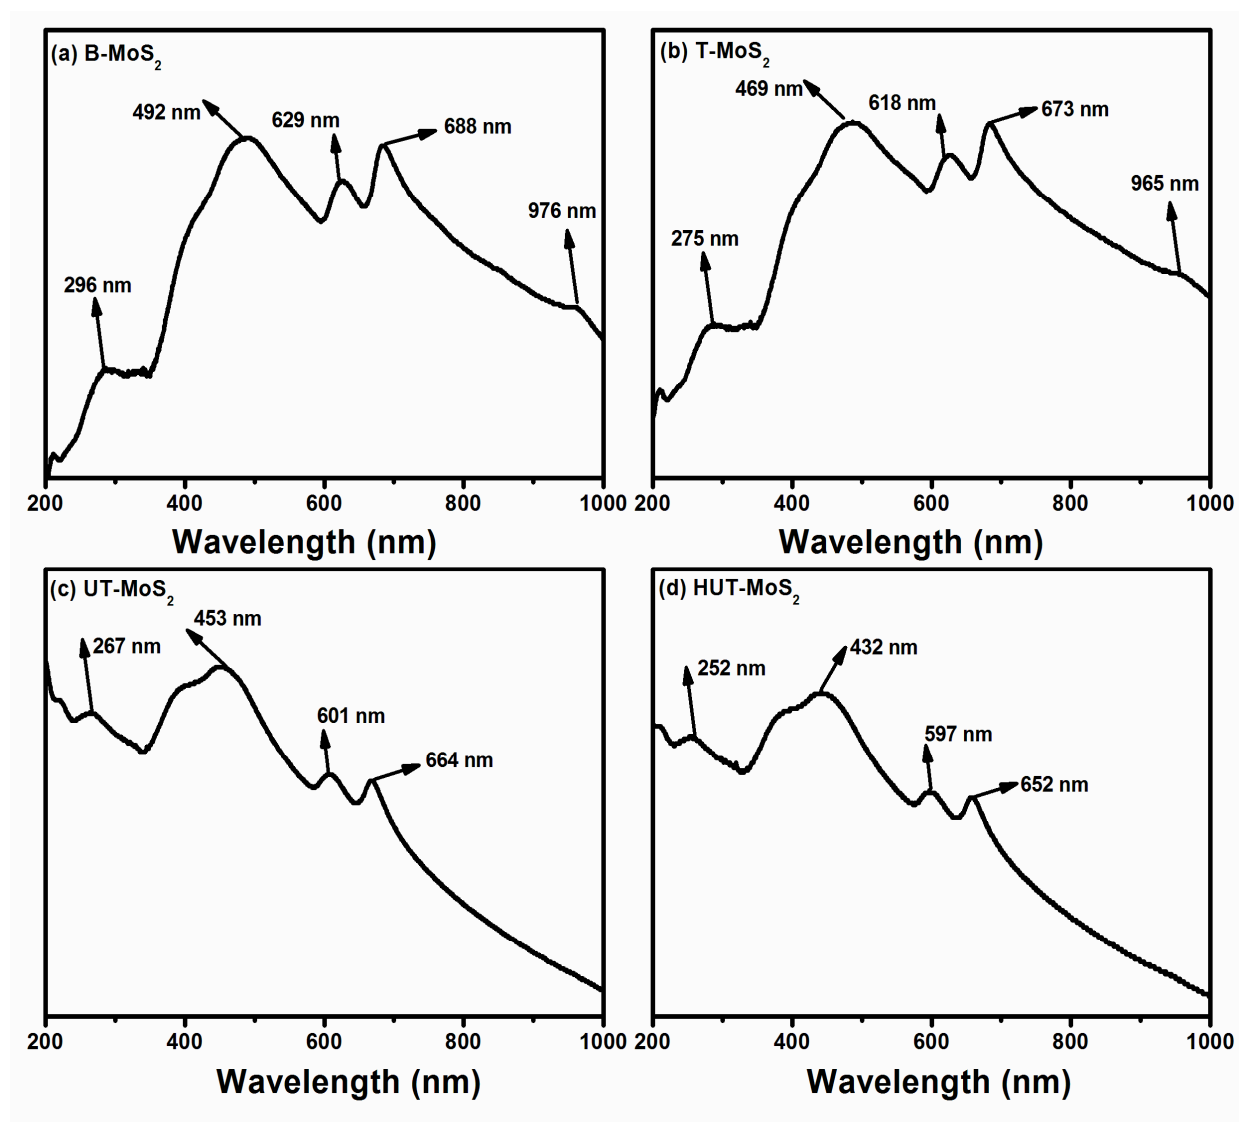 (a) B-MoS2
492 nm
629 nm
688 nm
976 nm
296 nm
200 400 600 800 1000
Wavelength (nm)
(b) T-MoS2
469 nm
618 nm
673 nm
965 nm
275 nm
200 400 600 800 1000
Wavelength (nm)
(c) UT-MoS2
453 nm
267 nm
601 nm
664 nm
200 400 600 800 1000
Wavelength (nm)
(d) HUT-MoS2
432 nm
252 nm
597 nm
652 nm
200 400 600 800 1000
Wavelength (nm)